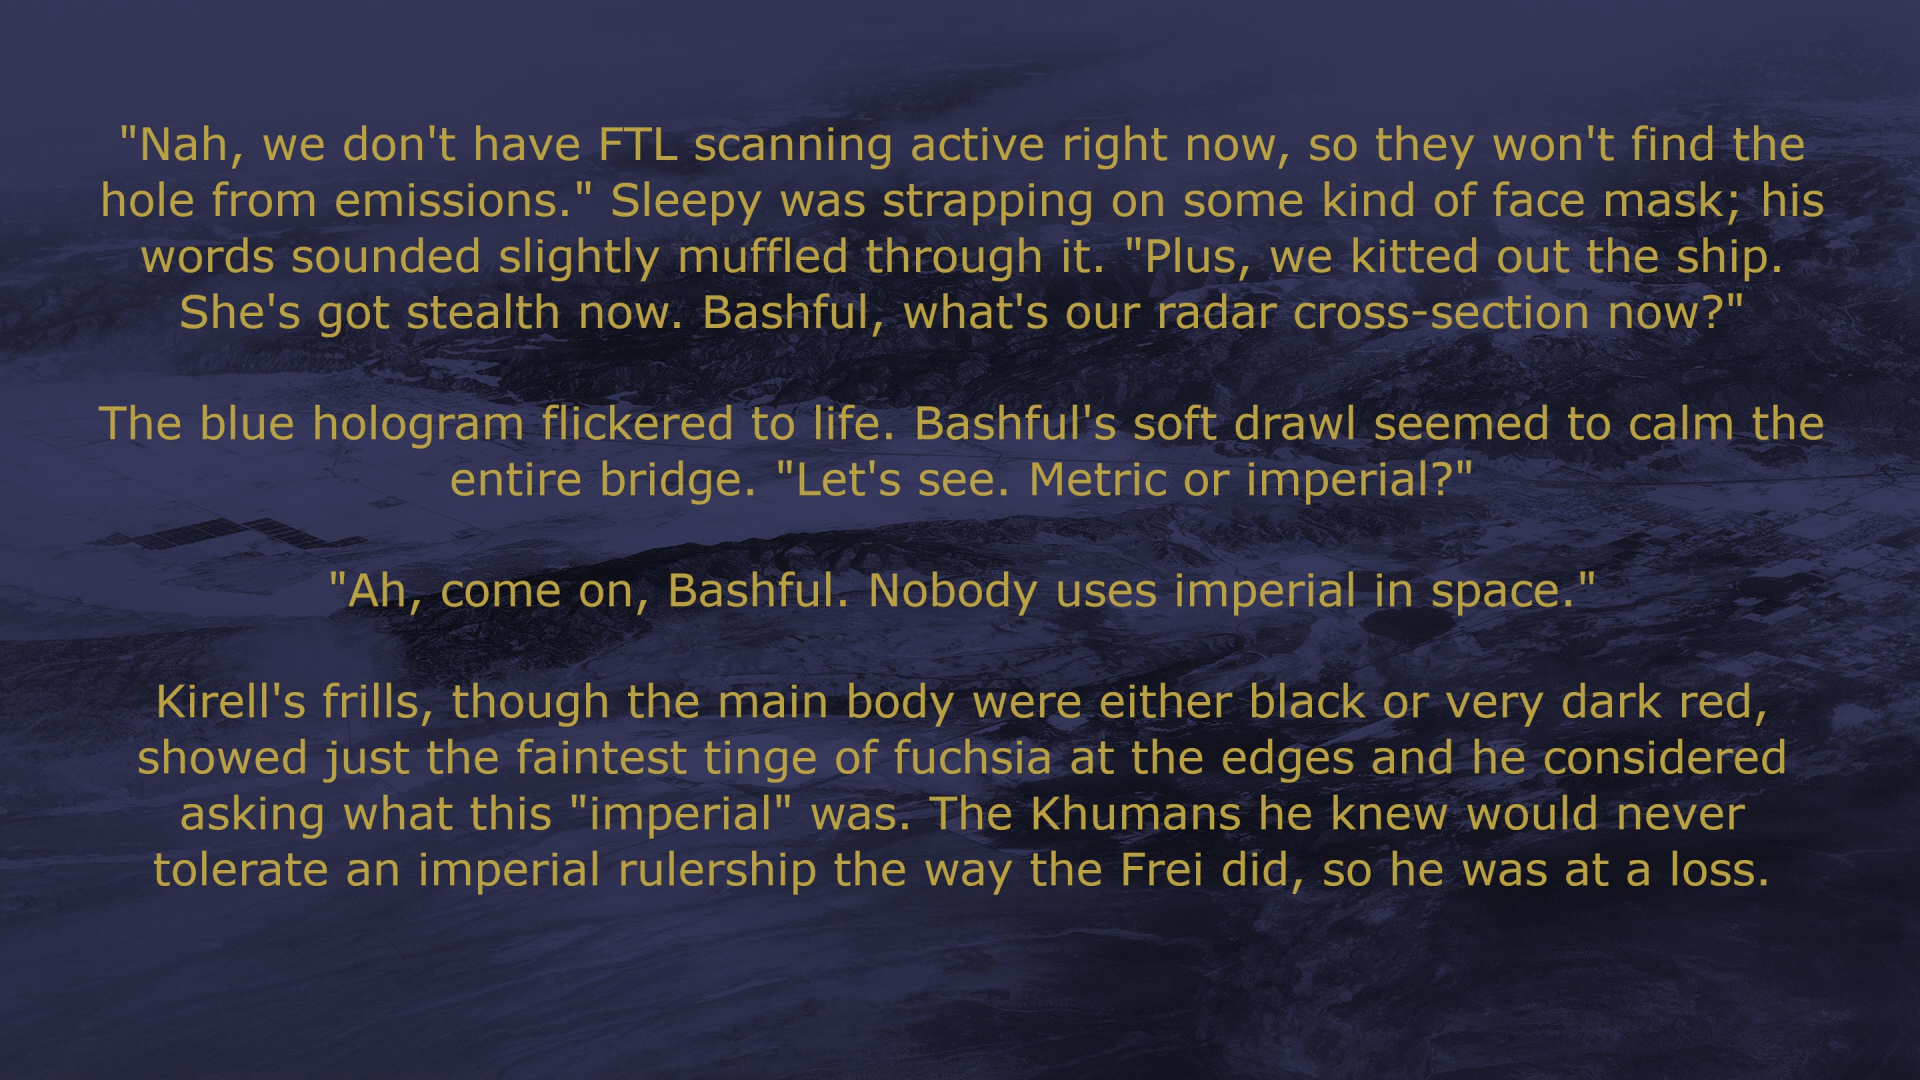 "Nah, we don't have FTL scanning active right now, so they won't find the
hole from emissions." Sleepy was strapping on some kind of face mask; his
words sounded slightly muffled through it. "Plus, we kitted out the ship.
She's got stealth now. Bashful, what's our radar cross-section now?"
The blue hologram flickered to life. Bashful's soft drawl seemed to calm the
entire bridge. "Let's see. Metric or imperial?"
"Ah, come on, Bashful. Nobody uses imperial in space."
Kirell's frills, though the main body were either black or very dark red,
showed just the faintest tinge of fuchsia at the edges and he considered
asking what this "imperial" was. The Khumans he knew would never
tolerate an imperial rulership the way the Frei did, so he was at a loss.